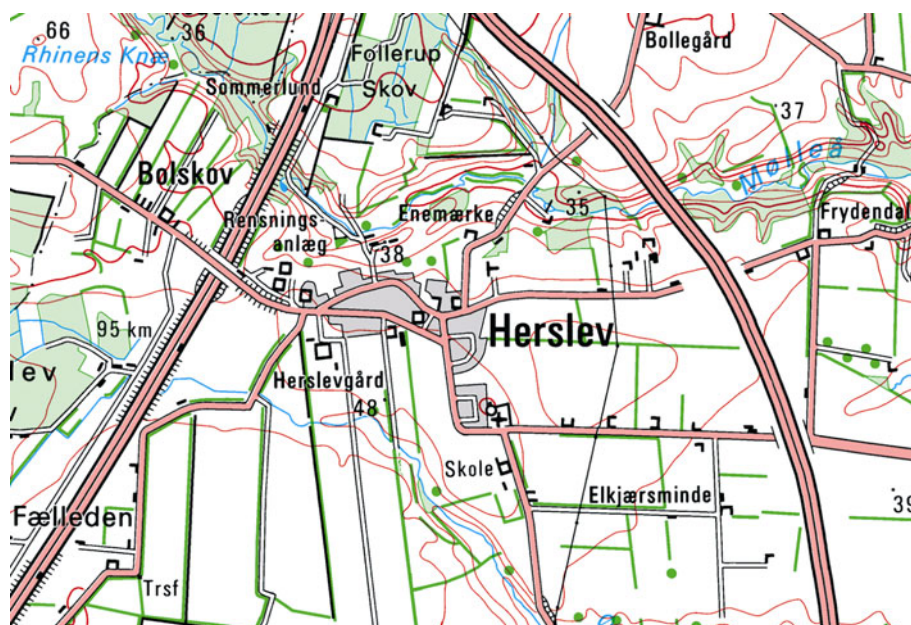 36
66
Rhinens Knæ
Sommerlund
Follerup
Skov
Bollegård
37
Mølleå
Bolskov
Rensnings-
anlæg
Enemærke
35
Frydendal
38
95 km
Herslev
lev
Herslevgård
48
Skole
Elkjærsminde
39
Fælleden
Trsf